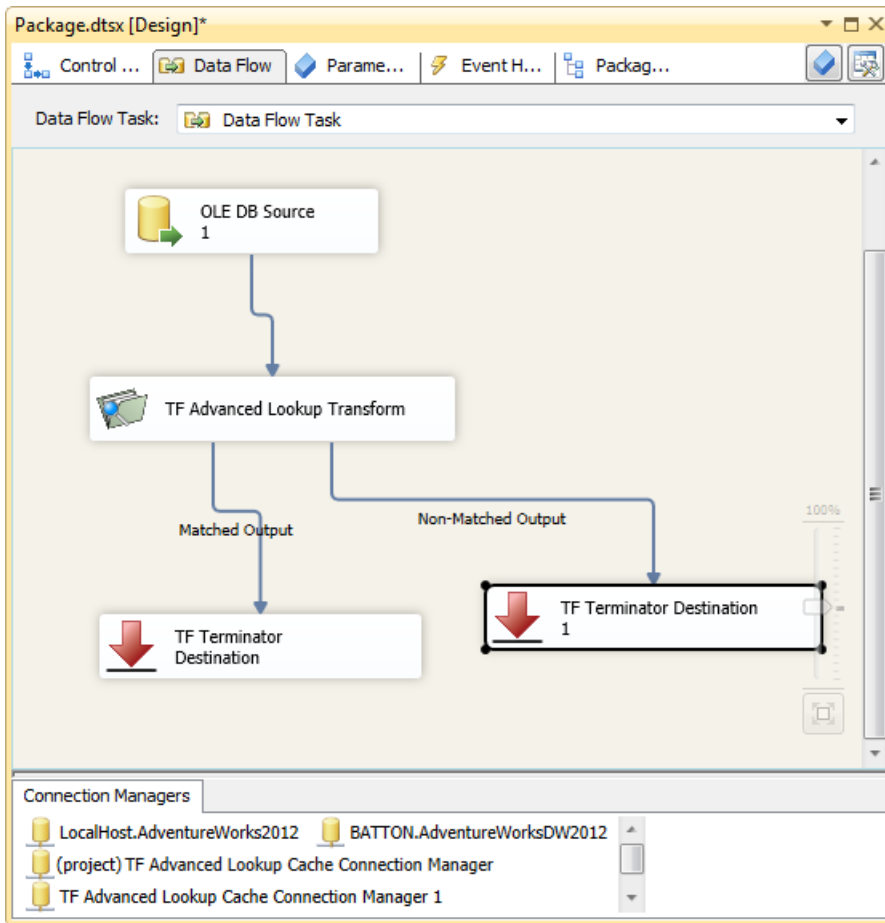 Package.dtsx [Design]*
Control ... Data Flow Parame... Event H... Packag...
Data Flow Task: Data Flow Task
OLE DB Source
1
TF Advanced Lookup Transform
Matched Output
Non-Matched Output
100%
TF Terminator Destination
1
TF Terminator
Destination
Connection Managers
LocalHost.AdventureWorks2012 BATTON.AdventureWorksDW2012
(project) TF Advanced Lookup Cache Connection Manager
TF Advanced Lookup Cache Connection Manager 1